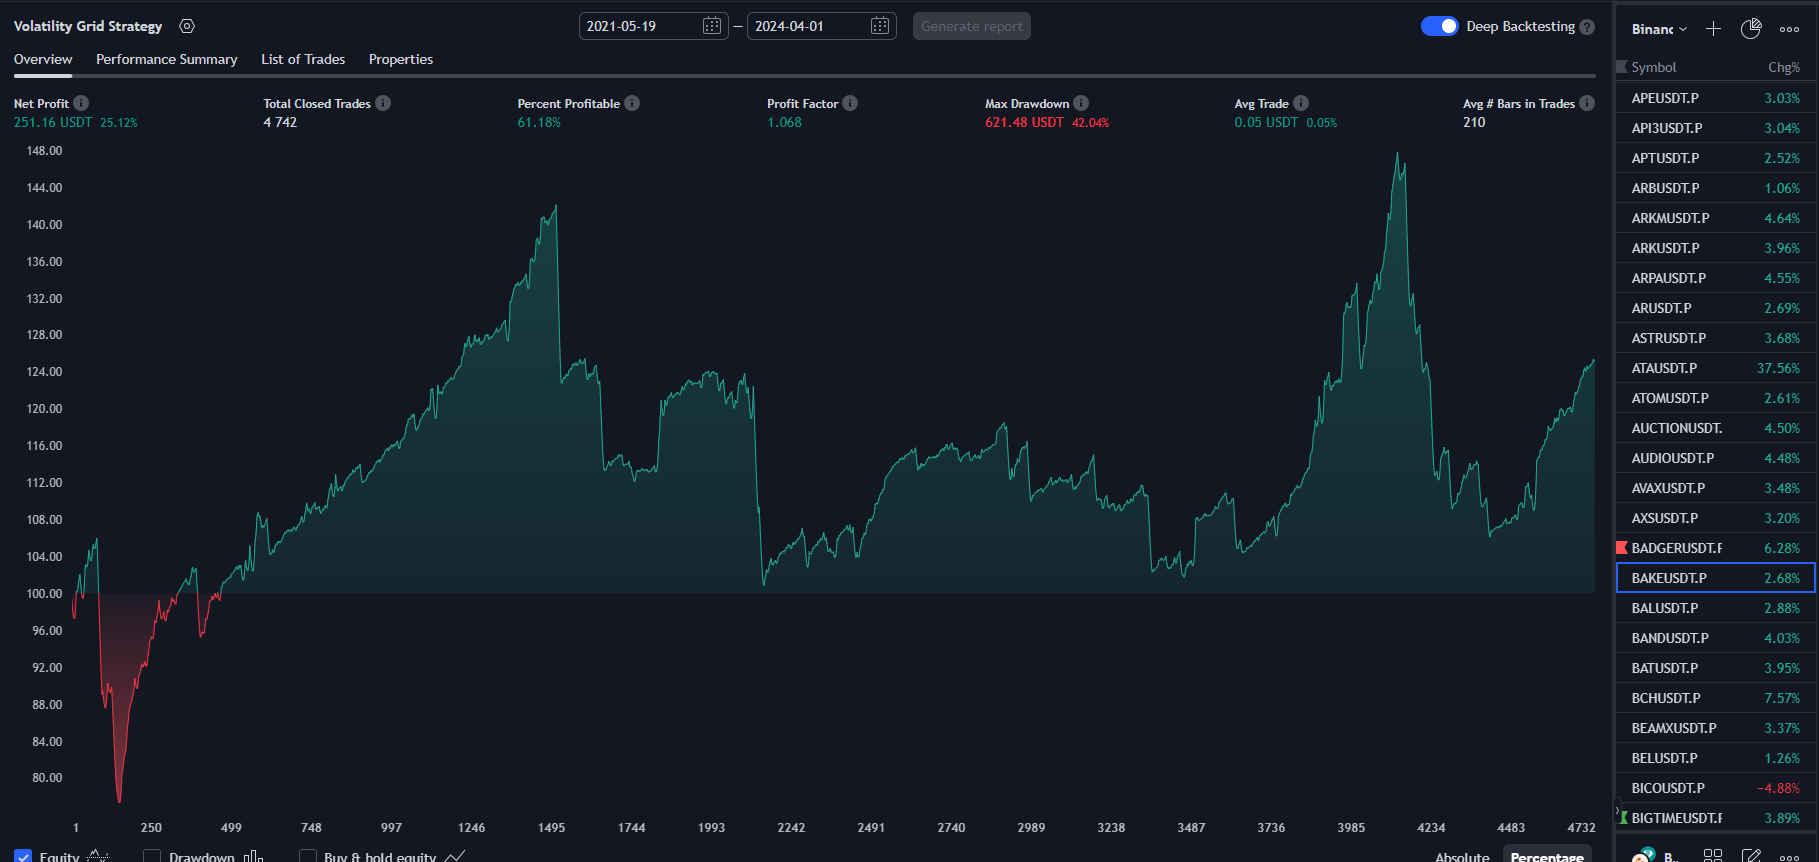 Volatility Grid Strategy
2021-05-19 — 2024-04-01 Generate report
Deep Backtesting ?
Overview Performance Summary List of Trades Properties
Net Profit
251.16 USDT 25.12%
Total Closed Trades
4 742
Percent Profitable
61.18%
Profit Factor
1.068
Max Drawdown
621.48 USDT 42.04%
Avg Trade
0.05 USDT 0.05%
Avg # Bars in Trades
210
148.00
144.00
140.00
136.00
132.00
128.00
124.00
120.00
116.00
112.00
108.00
104.00
100.00
96.00
92.00
88.00
84.00
80.00
1 250 499 748 997 1246 1495 1744 1993 2242 2491 2740 2989 3238 3487 3736 3985 4234 4483 4732
Equity Drawdown Buy & hold equity
Absolute Percentage
Binanc
Symbol Chg%
APEUSDT.P 3.03%
API3USDT.P 3.04%
APTUSDT.P 2.52%
ARBUSDT.P 1.06%
ARKMUSDT.P 4.64%
ARKUSDT.P 3.96%
ARPAUSDT.P 4.55%
ARUSDT.P 2.69%
ASTRUSDT.P 3.68%
ATAUSDT.P 37.56%
ATOMUSDT.P 2.61%
AUCTIONUSDT. 4.50%
AUDIOUSDT.P 4.48%
AVAXUSDT.P 3.48%
AXSUSDT.P 3.20%
BADGERUSDT.F 6.28%
BAKEUSDT.P 2.68%
BALUSDT.P 2.88%
BANDUSDT.P 4.03%
BATUSDT.P 3.95%
BCHUSDT.P 7.57%
BEAMXUSDT.P 3.37%
BELUSDT.P 1.26%
BICOUSDT.P −4.88%
BIGTIMEUSDT.F 3.89%
B..